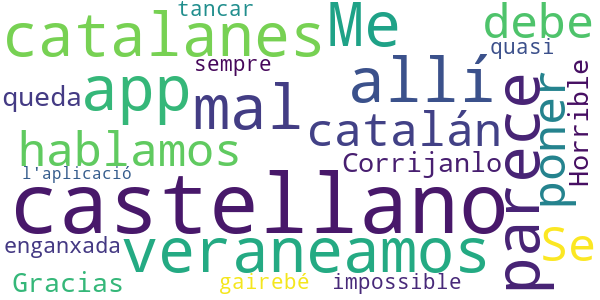 tancar
catalanes
Me
debe
sempre
quasi
queda
app
mal
allí
parece
poner
Horrible
hablamos
catalán
l'aplicació
Corrijanlo
castellano
enganxada
veraneamos
Se
Gracias
gairebé
impossible